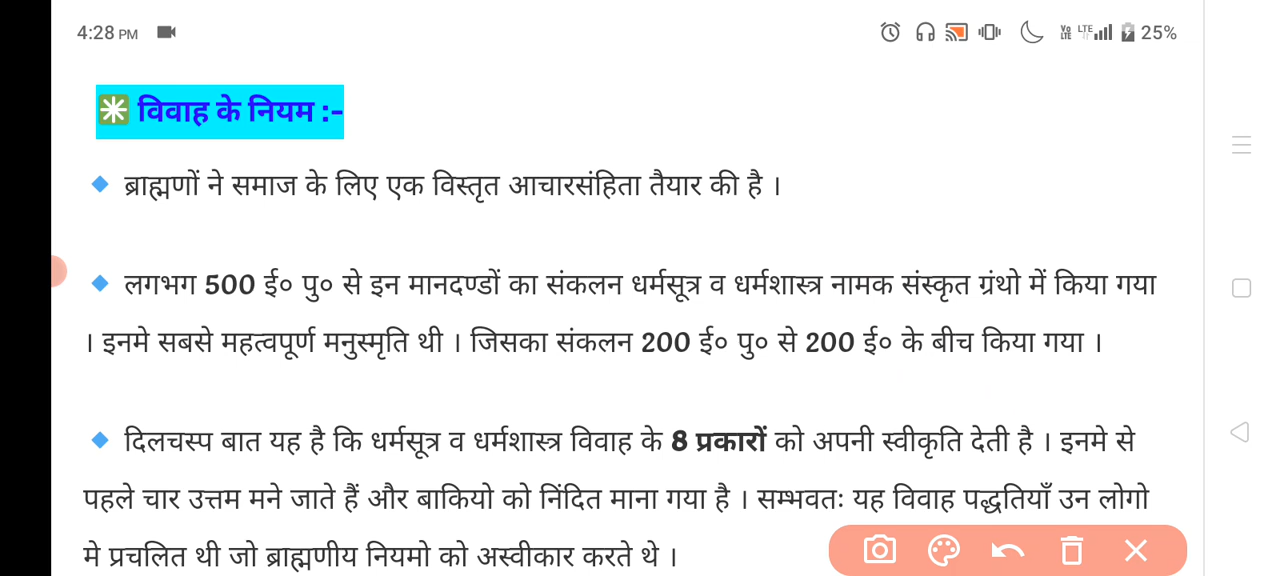 4:28 PM
Vo LTE LTE 25%
विवाह के नियम :-
ब्राह्मणों ने समाज के लिए एक विस्तृत आचारसंहिता तैयार की है ।
लगभग 500 ई० पु० से इन मानदण्डों का संकलन धर्मसूत्र व धर्मशास्त्र नामक संस्कृत ग्रंथो में किया गया
। इनमे सबसे महत्वपूर्ण मनुस्मृति थी । जिसका संकलन 200 ई० पु० से 200 ई० के बीच किया गया ।
दिलचस्प बात यह है कि धर्मसूत्र व धर्मशास्त्र विवाह के 8 प्रकारों को अपनी स्वीकृति देती है । इनमे से
पहले चार उत्तम मने जाते हैं और बाकियो को निंदित माना गया है । सम्भवतः यह विवाह पद्धतियाँ उन लोगो
मे प्रचलित थी जो ब्राह्मणीय नियमो को अस्वीकार करते थे ।